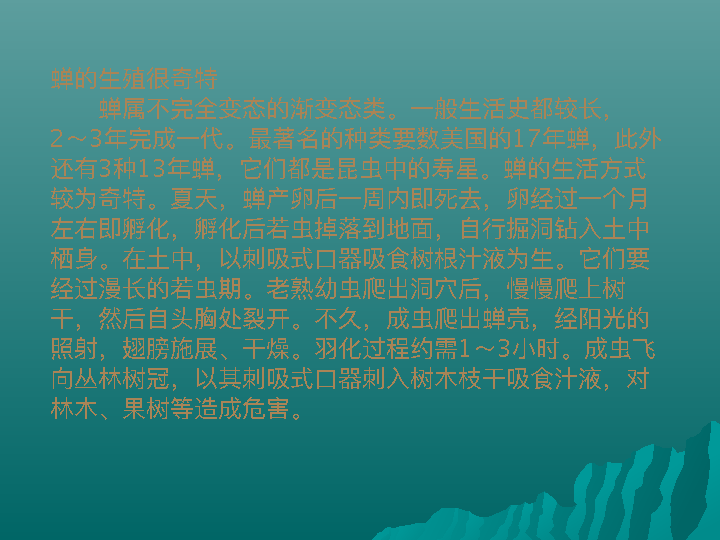 蝉的生殖很奇特
蝉属不完全变态的渐变态类。一般生活史都较长，
2～3年完成一代。最著名的种类要数美国的17年蝉，此外
还有3种13年蝉，它们都是昆虫中的寿星。蝉的生活方式
较为奇特。夏天，蝉产卵后一周内即死去，卵经过一个月
左右即孵化，孵化后若虫掉落到地面，自行掘洞钻入土中
栖身。在土中，以刺吸式口器吸食树根汁液为生。它们要
经过漫长的若虫期。老熟幼虫爬出洞穴后，慢慢爬上树
干，然后自头胸处裂开。不久，成虫爬出蝉壳，经阳光的
照射，翅膀施展、干燥。羽化过程约需1～3小时。成虫飞
向丛林树冠，以其刺吸式口器刺入树木枝干吸食汁液，对
林木、果树等造成危害。